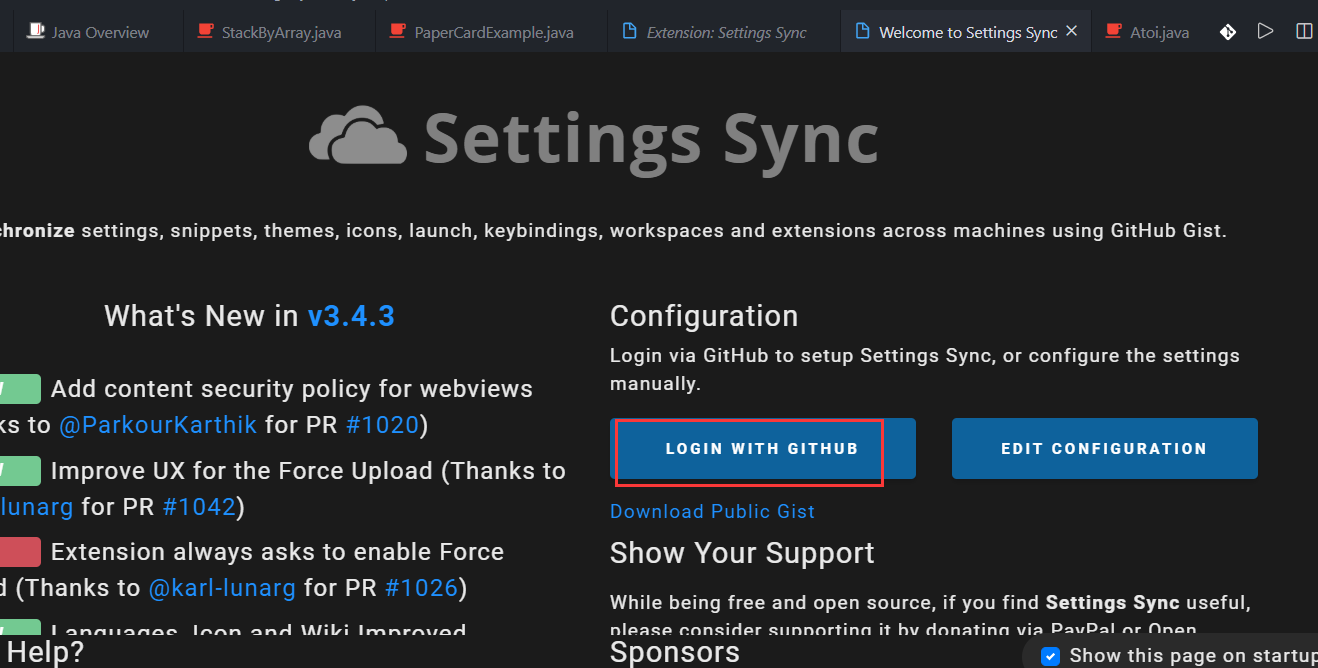 Java Overview StackByArray.java PaperCardExample.java Extension: Settings Sync Welcome to Settings Sync Atoi.java
Settings Sync
settings, snippets, themes, icons, launch, keybindings, workspaces and extensions across machines using GitHub Gist.
What's New in v3.4.3
Add content security policy for webviews
to @ParkourKarthik for PR #1020)
Improve UX for the Force Upload (Thanks to
lunarg for PR #1042)
Extension always asks to enable Force
(Thanks to @karl-lunarg for PR #1026)
Languages, Icon and Wiki Improved
Help?
Configuration
Login via GitHub to setup Settings Sync, or configure the settings
manually.
LOGIN WITH GITHUB EDIT CONFIGURATION
Download Public Gist
Show Your Support
While being free and open source, if you find Settings Sync useful,
please consider supporting it by donating via PayPal or Open
Sponsors
Show this page on startup